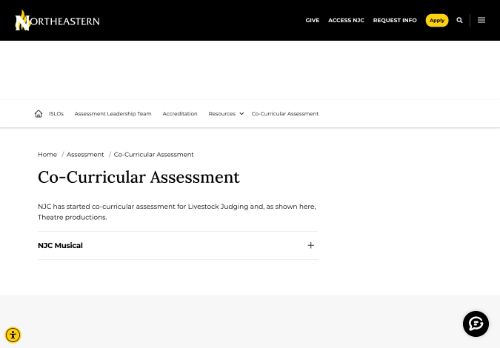 NORTHEASTERN
GIVE ACCESS NJC REQUEST INFO Apply
ISLOs Assessment Leadership Team Accreditation Resources Co-Curricular Assessment
Home / Assessment / Co-Curricular Assessment
Co-Curricular Assessment
NJC has started co-curricular assessment for Livestock Judging and, as shown here,
Theatre productions.
NJC Musical